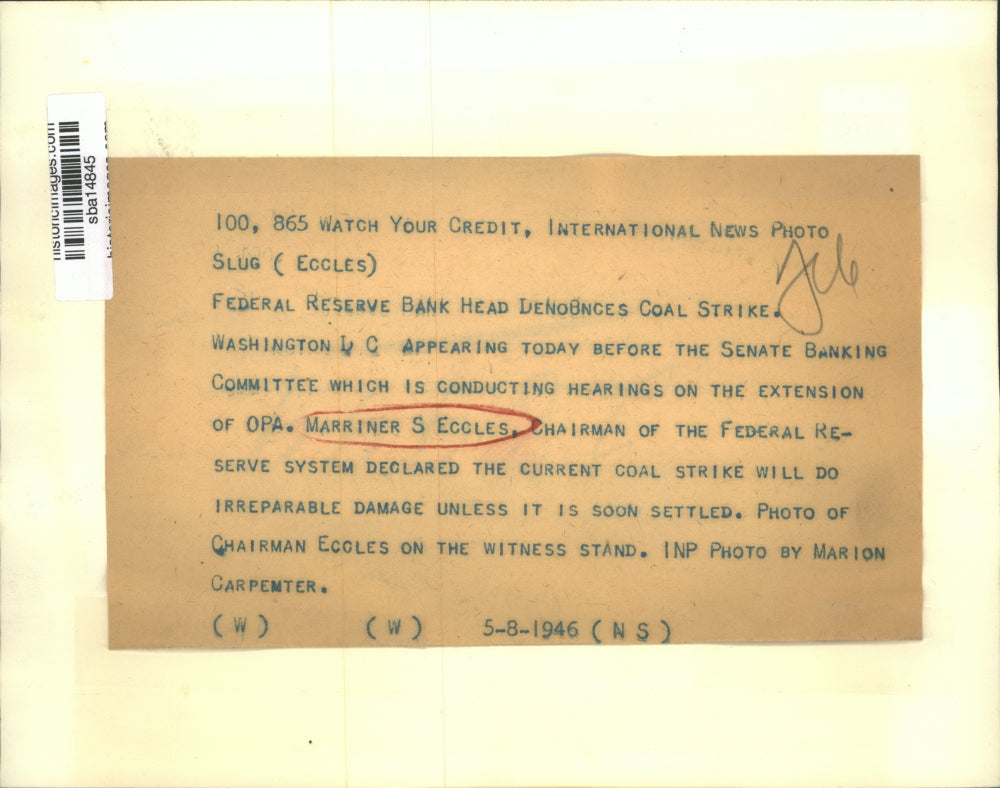 historicimages.com
sba14845
100, 865 WATCH YOUR CREDIT, INTERNATIONAL NEWS PHOTO
SLUG ( ECCLES)
FEDERAL RESERVE BANK HEAD DENOBNCES COAL STRIKE.
WASHINGTON D C APPEARING TODAY BEFORE THE SENATE BANKING
COMMITTEE WHICH IS CONDUCTING HEARINGS ON THE EXTENSION
OF OPA. MARRINER S ECCLES, CHAIRMAN OF THE FEDERAL RE-
SERVE SYSTEM DECLARED THE CURRENT COAL STRIKE WILL DO
IRREPARABLE DAMAGE UNLESS IT IS SOON SETTLED. PHOTO OF
CHAIRMAN ECCLES ON THE WITNESS STAND. INP PHOTO BY MARION
CARPEMTER.
(W) (W) 5-8-1946 (NS)